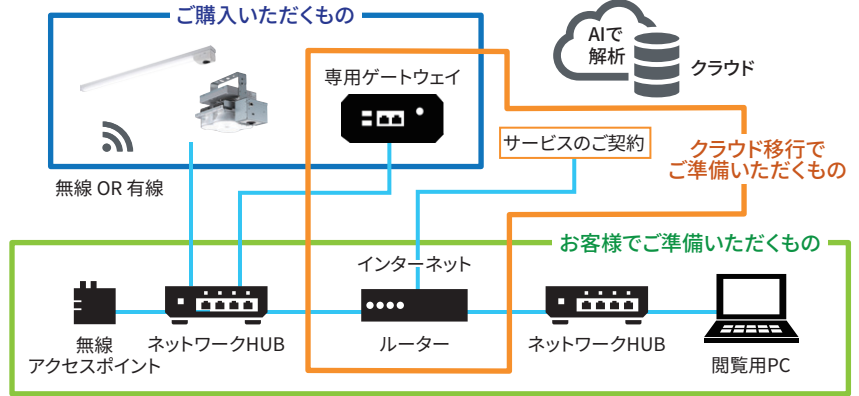 ご購入いただくもの
AIで
解析
クラウド
専用ゲートウェイ
サービスのご契約
クラウド移行で
ご準備いただくもの
無線 OR 有線
お客様でご準備いただくもの
インターネット
無線
アクセスポイント
ネットワークHUB
ルーター
ネットワークHUB
閲覧用PC